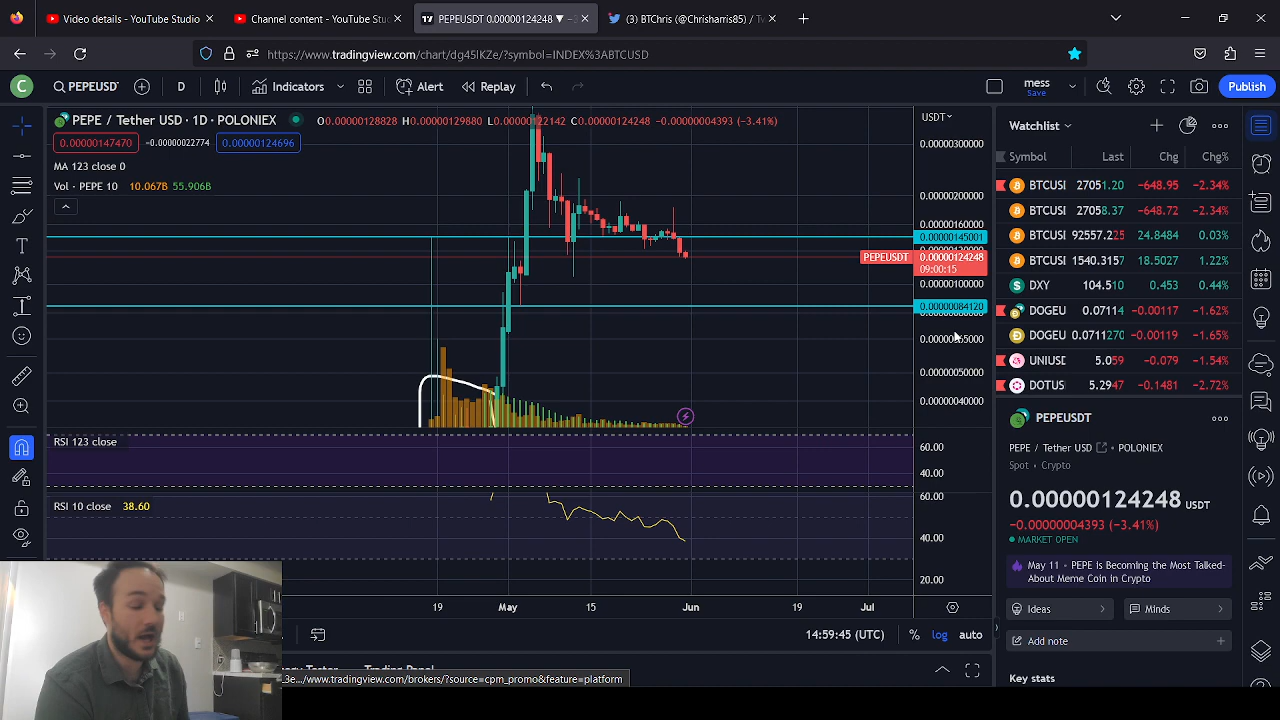 Video details - YouTube Studio
Channel content - YouTube Stu
PEPEUSD 0.00000124248 ▼ −3
(3) BTChris (@Chrisharris85) / Tw
https://www.tradingview.com/chart/dg45lKZe/?symbol=INDEX%3ABTCUSD
C
PEPEUSD
D
Indicators
Alert
Replay
mess
Save
Publish
PEPE / Tether USD · 1D · POLONIEX
O0.00000128828 H0.00000129880 L0.00000122142 C0.00000124248 −0.00000004393 (−3.41%)
0.00000147470
−0.00000022774
0.00000124696
MA 123 close 0
Vol · PEPE 10 10.067B 55.906B
USDT
0.00000300000
0.00000200000
0.00000160000
0.00000145001
PEPEUSDT
0.00000124248
09:00:15
0.00000100000
0.00000084120
0.00000050000
0.00000040000
RSI 123 close
60.00
40.00
RSI 10 close 38.60
60.00
40.00
20.00
19
May
15
Jun
19
Jul
14:59:45 (UTC)
%
log
auto
Trading Panel
_3e.../www.tradingview.com/brokers/?source=cpm_promo&feature=platform
Watchlist
Symbol Last Chg Chg%
BTCUSI 27051.20 −648.95 −2.34%
BTCUSI 27058.37 −648.72 −2.34%
BTCUSI 92557.225 24.8484 0.03%
BTCUSI 1540.3157 18.5027 1.22%
DXY 104.510 0.453 0.44%
DOGEU 0.07114 −0.00117 −1.62%
DOGEU 0.0711270 −0.00119 −1.65%
UNIUSE 5.059 −0.079 −1.54%
DOTUS 5.2947 −0.1481 −2.72%
PEPEUSDT
PEPE / Tether USD · POLONIEX
Spot · Crypto
0.00000124248 USDT
−0.00000004393 (−3.41%)
MARKET OPEN
May 11 · PEPE is Becoming the Most Talked-
About Meme Coin in Crypto
Ideas
Minds
Add note
Key stats